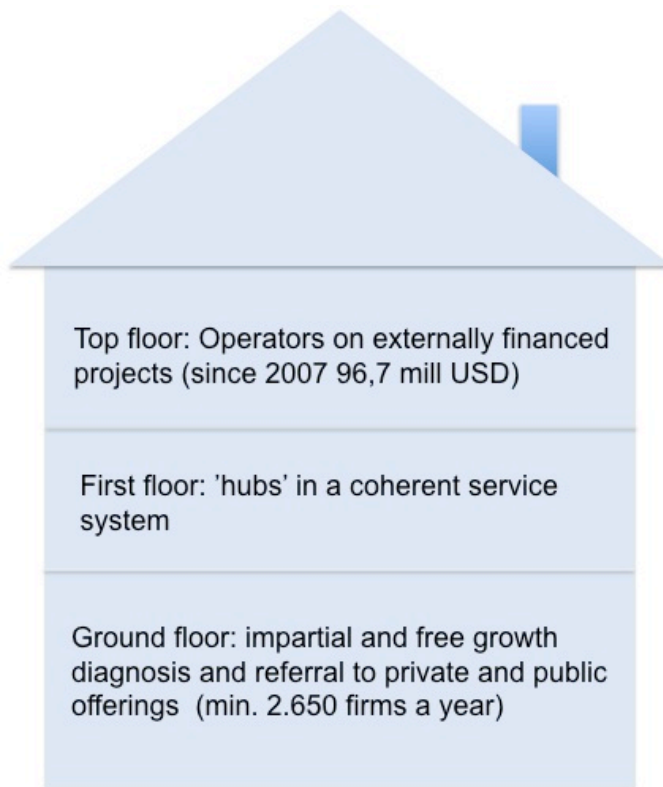 Top floor: Operators on externally financed
projects (since 2007 96,7 mill USD)
First floor: ’hubs’ in a coherent service
system
Ground floor: impartial and free growth
diagnosis and referral to private and public
offerings  (min. 2.650 firms a year)